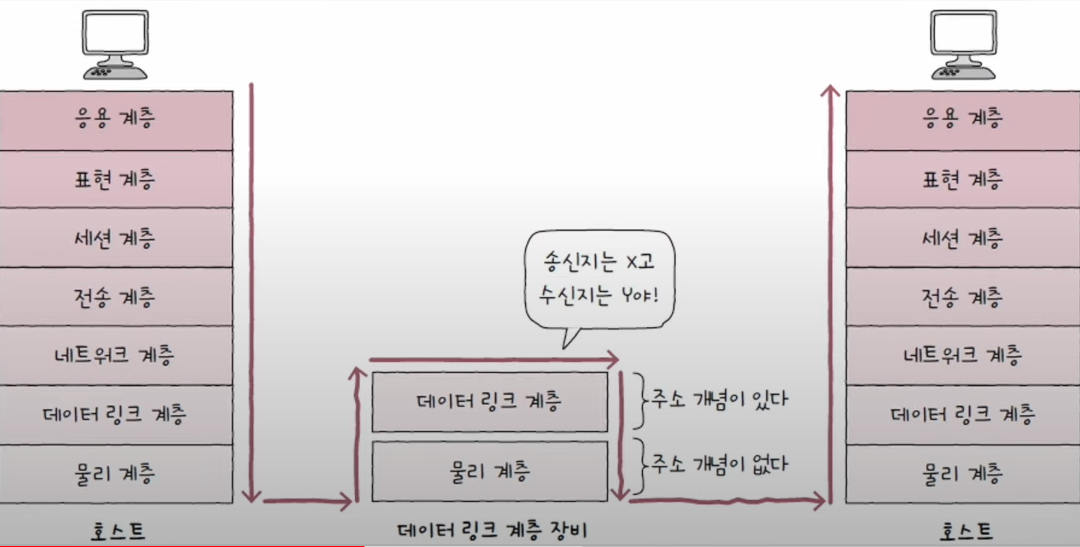 응용 계층
표현 계층
세션 계층
전송 계층
네트워크 계층
데이터 링크 계층
물리 계층
호스트
송신지는 X고
수신지는 Y야!
데이터 링크 계층
주소 개념이 있다
물리 계층
주소 개념이 없다
데이터 링크 계층 장비
응용 계층
표현 계층
세션 계층
전송 계층
네트워크 계층
데이터 링크 계층
물리 계층
호스트